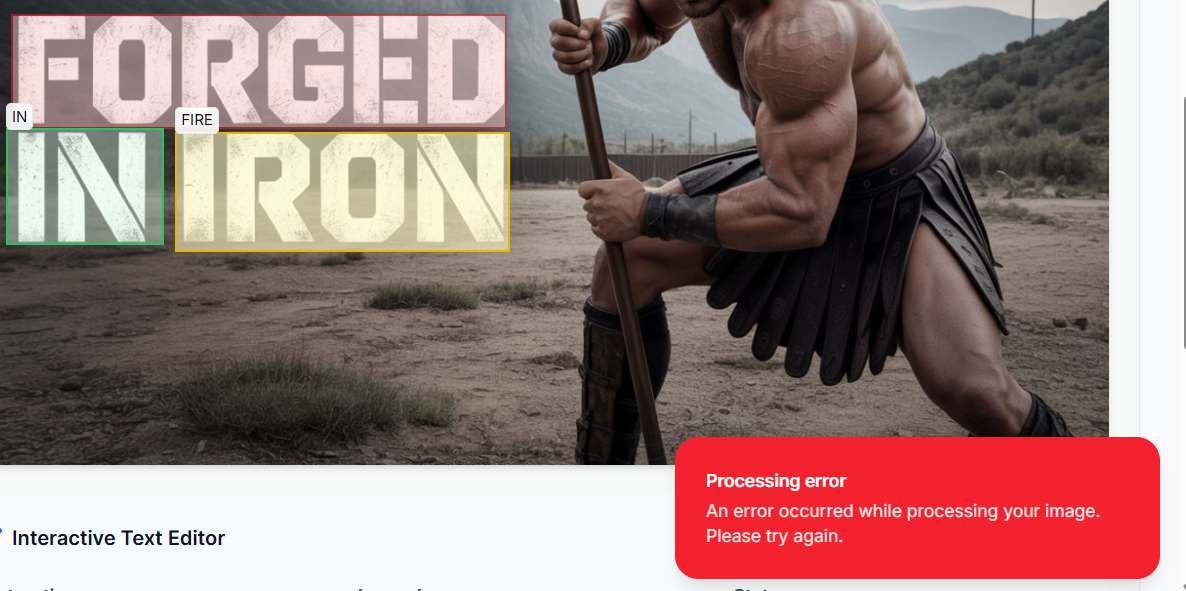 FORGED
IN FIRE
IN IRON
Processing error
An error occurred while processing your image.
Please try again.
Interactive Text Editor